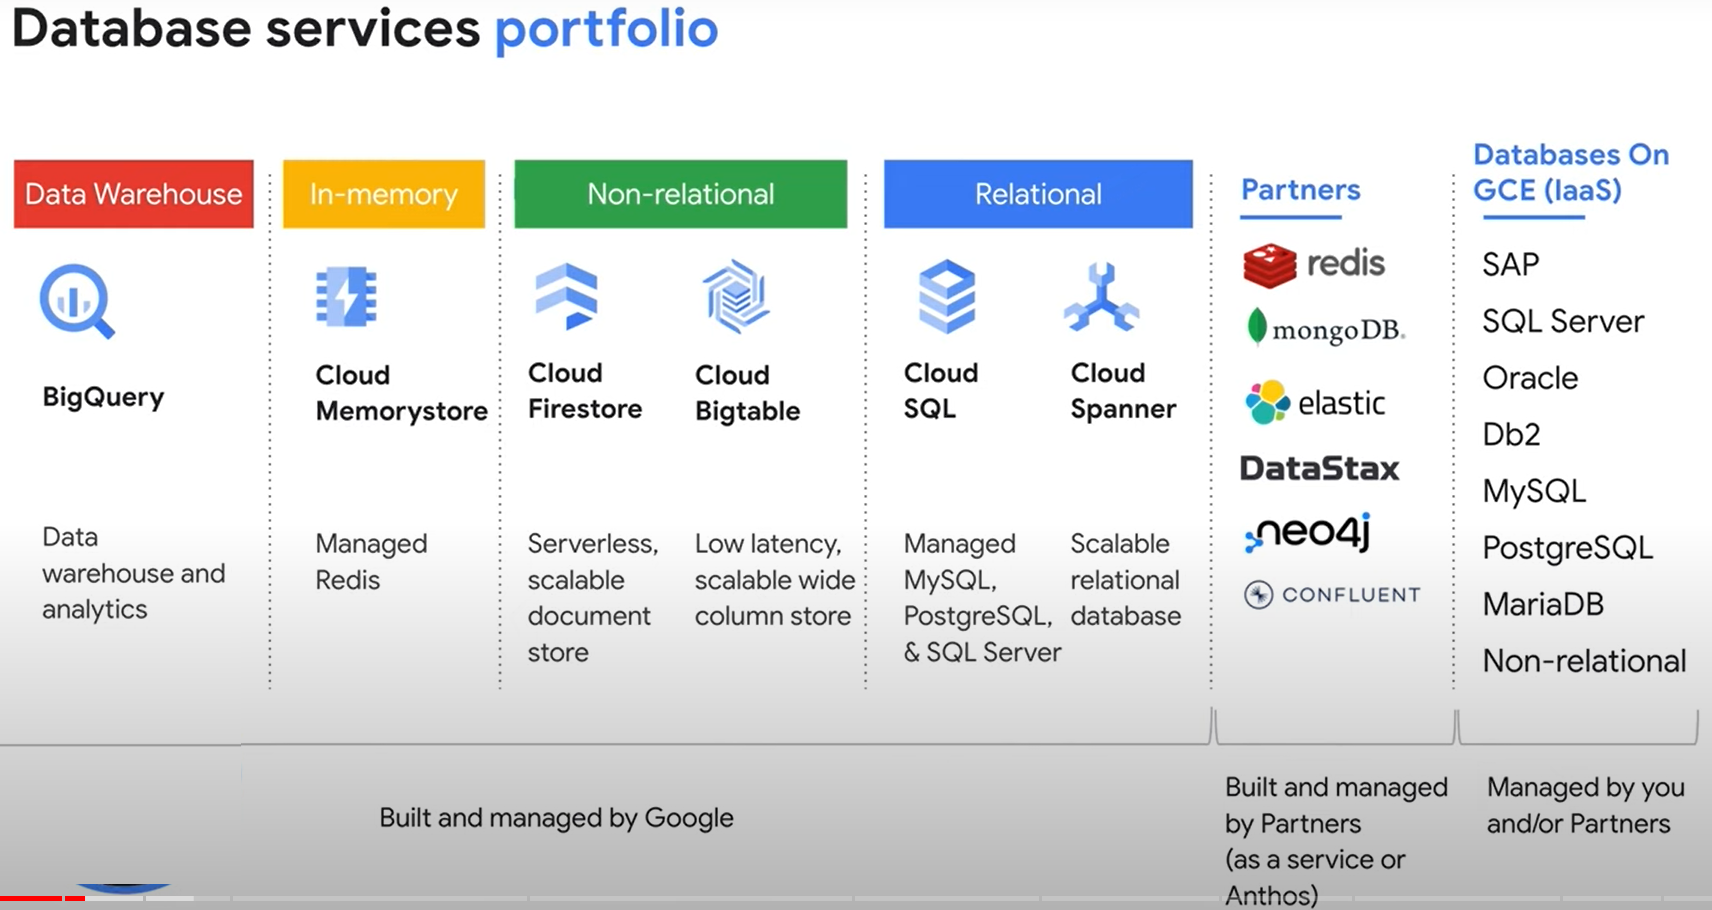 Database services portfolio
Data Warehouse
BigQuery
Data
warehouse and
analytics
In-memory
Cloud
Memorystore
Managed
Redis
Non-relational
Cloud
Firestore
Serverless,
scalable
document
store
Cloud
Bigtable
Low latency,
scalable wide
column store
Relational
Cloud
SQL
Managed
MySQL,
PostgreSQL,
& SQL Server
Cloud
Spanner
Scalable
relational
database
Partners
redis
mongoDB.
elastic
DataStax
neo4j
CONFLUENT
Databases On
GCE (IaaS)
SAP
SQL Server
Oracle
Db2
MySQL
PostgreSQL
MariaDB
Non-relational
Built and managed by Google
Built and managed
by Partners
(as a service or
Anthos)
Managed by you
and/or Partners